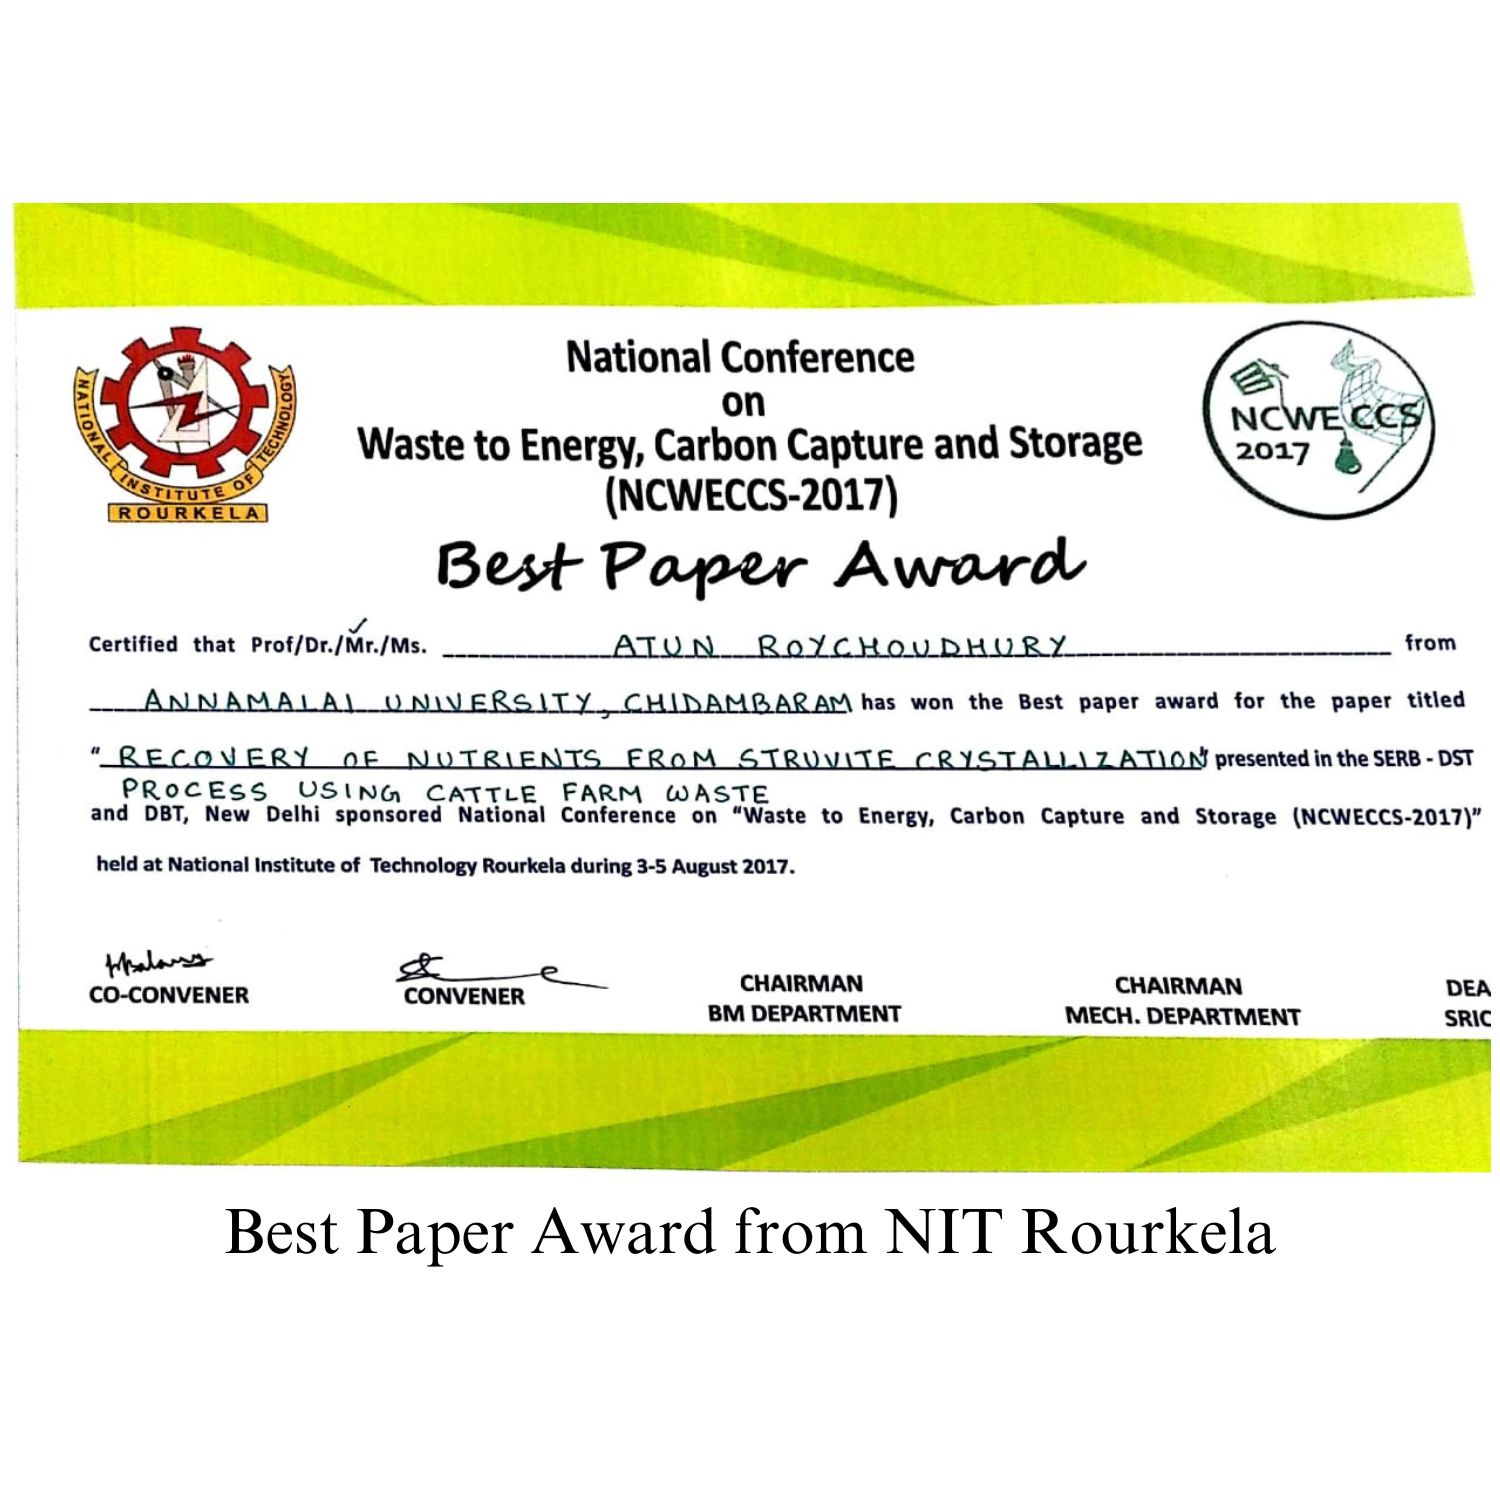 National Conference
on
Waste to Energy, Carbon Capture and Storage
(NCWECCS-2017)
NATIONAL INSTITUTE OF TECHNOLOGY
ROURKELA
NCWECCS
2017
Best Paper Award
Certified that Prof/Dr./Mr./Ms. ATUN ROYCHOUDHURY from
ANNAMALAI UNIVERSITY, CHIDAMBARAM has won the Best paper award for the paper titled
" RECOVERY OF NUTRIENTS FROM STRUVITE CRYSTALLIZATION" presented in the SERB - DST
PROCESS USING CATTLE FARM WASTE
and DBT, New Delhi sponsored National Conference on "Waste to Energy, Carbon Capture and Storage (NCWECCS-2017)"
held at National Institute of Technology Rourkela during 3-5 August 2017.
CO-CONVENER
CONVENER
CHAIRMAN
BM DEPARTMENT
CHAIRMAN
MECH. DEPARTMENT
DEA
SRIC
Best Paper Award from NIT Rourkela